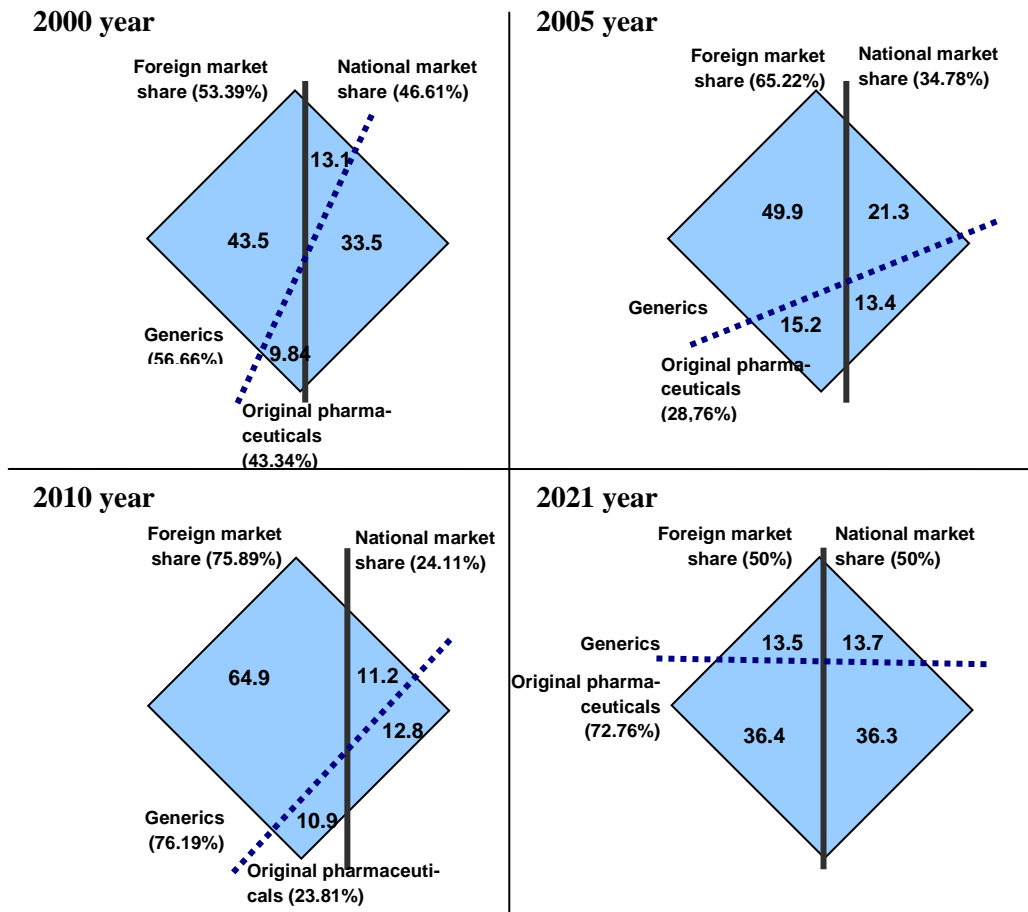 2000 year
Foreign market
share (53.39%)
National market
share (46.61%)
13.1
43.5
33.5
Generics
(56.66%)
9.84
Original pharma-
ceuticals
(43.34%)
2005 year
Foreign market
share (65.22%)
National market
share (34.78%)
49.9
21.3
Generics
13.4
15.2
Original pharma-
ceuticals
(28,76%)
2010 year
Foreign market
share (75.89%)
National market
share (24.11%)
64.9
11.2
12.8
Generics
(76.19%)
10.9
Original pharmaceuti-
cals (23.81%)
2021 year
Foreign market
share (50%)
National market
share (50%)
Generics
13.5
13.7
Original pharma-
ceuticals
(72.76%)
36.4
36.3